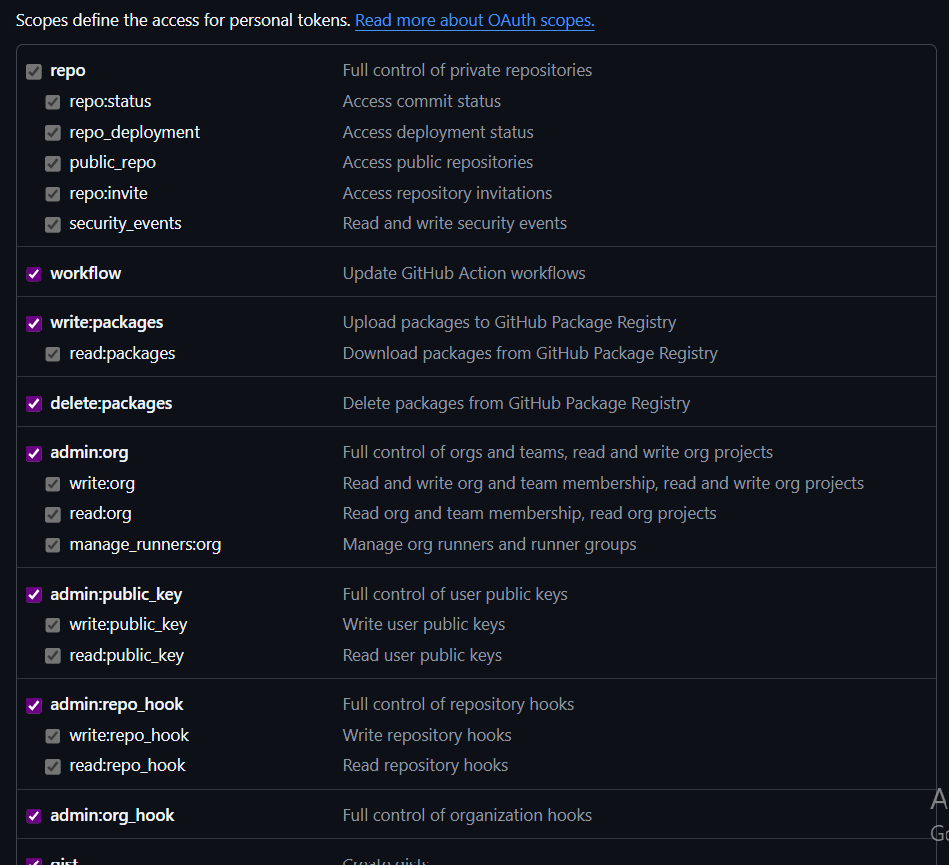 Scopes define the access for personal tokens. Read more about OAuth scopes.
repo Full control of private repositories
repo:status Access commit status
repo_deployment Access deployment status
public_repo Access public repositories
repo:invite Access repository invitations
security_events Read and write security events
workflow Update GitHub Action workflows
write:packages Upload packages to GitHub Package Registry
read:packages Download packages from GitHub Package Registry
delete:packages Delete packages from GitHub Package Registry
admin:org Full control of orgs and teams, read and write org projects
write:org Read and write org and team membership, read and write org projects
read:org Read org and team membership, read org projects
manage_runners:org Manage org runners and runner groups
admin:public_key Full control of user public keys
write:public_key Write user public keys
read:public_key Read user public keys
admin:repo_hook Full control of repository hooks
write:repo_hook Write repository hooks
read:repo_hook Read repository hooks
admin:org_hook Full control of organization hooks
gist Create gists